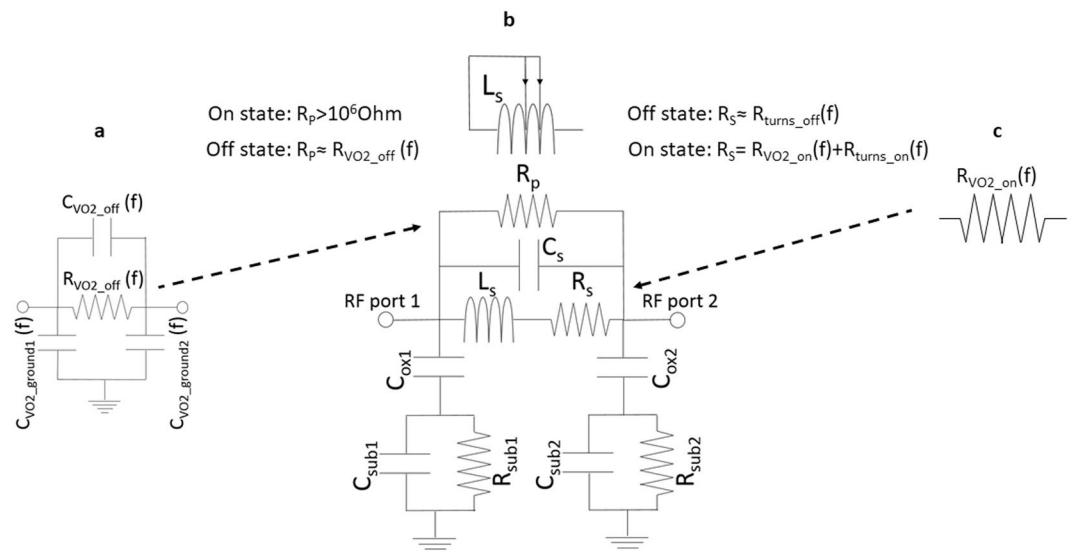 b
L_s
On state: R_P>10^6Ohm
Off state: R_P≈ R_VO2_off (f)
Off state: R_S≈ R_turns_off(f)
On state: R_S= R_VO2_on(f)+R_turns_on(f)
a
C_VO2_off (f)
R_VO2_off (f)
C_VO2_ground1 (f)
C_VO2_ground2 (f)
R_p
C_s
L_s
R_s
RF port 1
RF port 2
C_ox1
C_ox2
C_sub1
R_sub1
C_sub2
R_sub2
c
R_VO2_on(f)